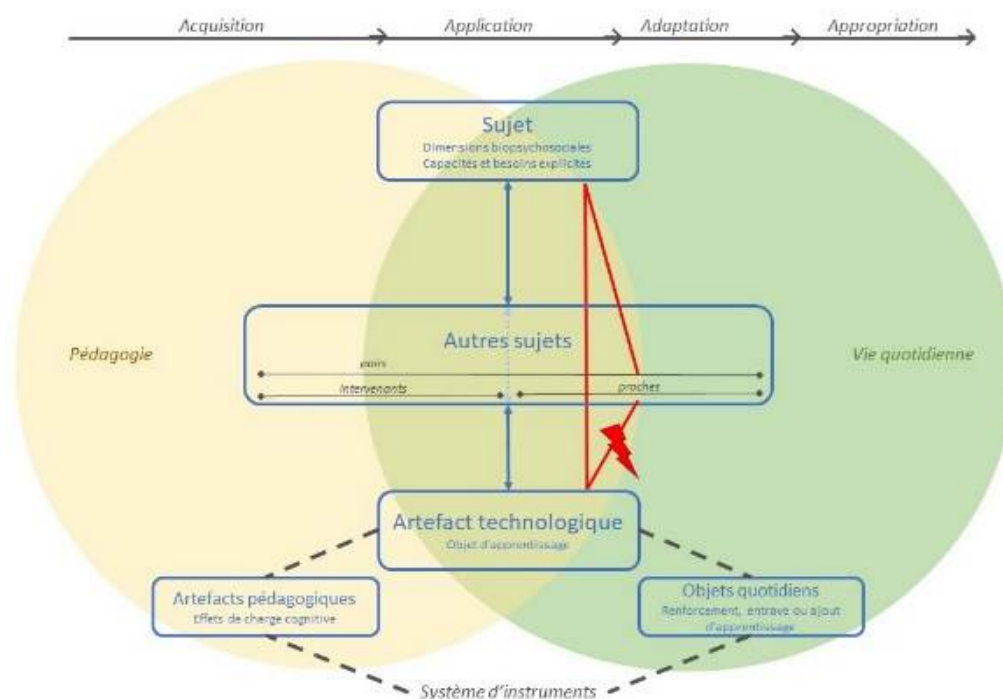 Acquisition Application Adaptation Appropriation
Sujet
Dimensions biopsychosociales
Capacités et besoins explicités
Pédagogie
Autres sujets
Vie quotidienne
pairs
intervenants
proches
Artefact technologique
Objet d'apprentissage
Artefacts pédagogiques
Effets de charge cognitive
Objets quotidiens
Renforcement, entrave ou ajout
d'apprentissage
Système d'instruments